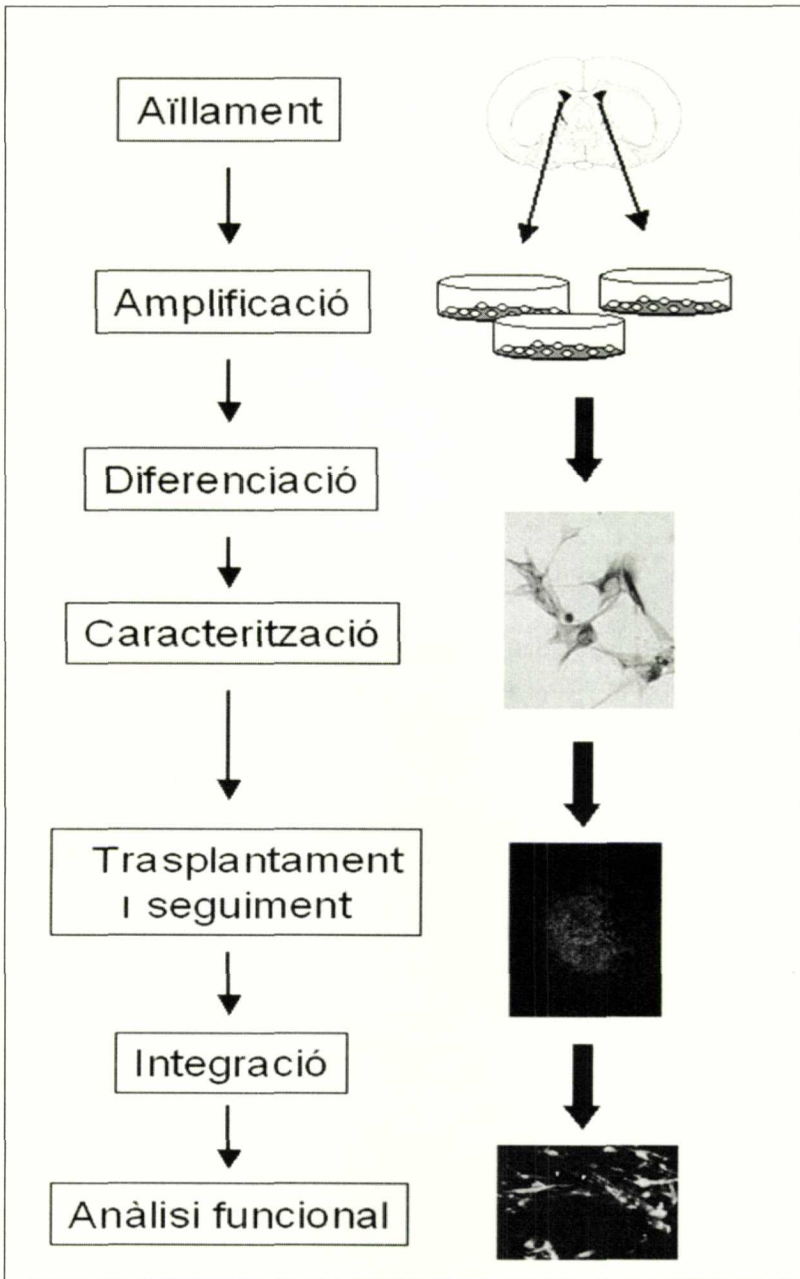 Aïllament
Amplificació
Diferenciació
Caracterització
Trasplantament
i seguiment
Integració
Anàlisi funcional